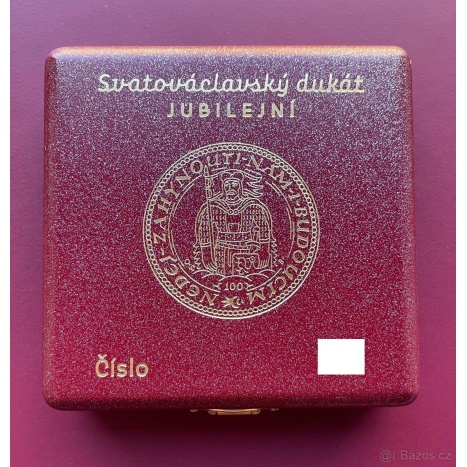 Svatováclavský dukát
JUBILEJNÍ
NEDEJ·ZAHYNOUTI·NÁM·I·BUDOUCÍM
100
Číslo
@( Bazos.cz